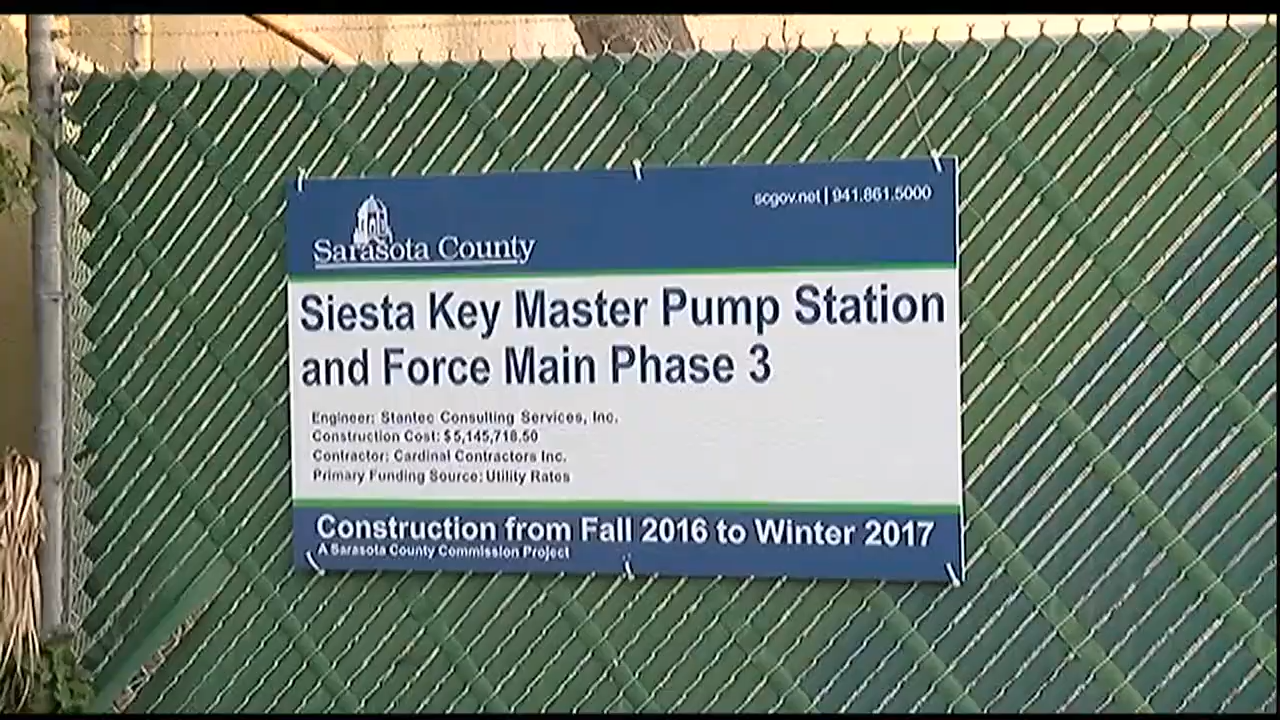 scgov.net | 941.861.5000
Sarasota County
Siesta Key Master Pump Station
and Force Main Phase 3
Engineer: Stantec Consulting Services, Inc.
Construction Cost: $5,145,718.50
Contractor: Cardinal Contractors Inc.
Primary Funding Source: Utility Rates
Construction from Fall 2016 to Winter 2017
A Sarasota County Commission Project